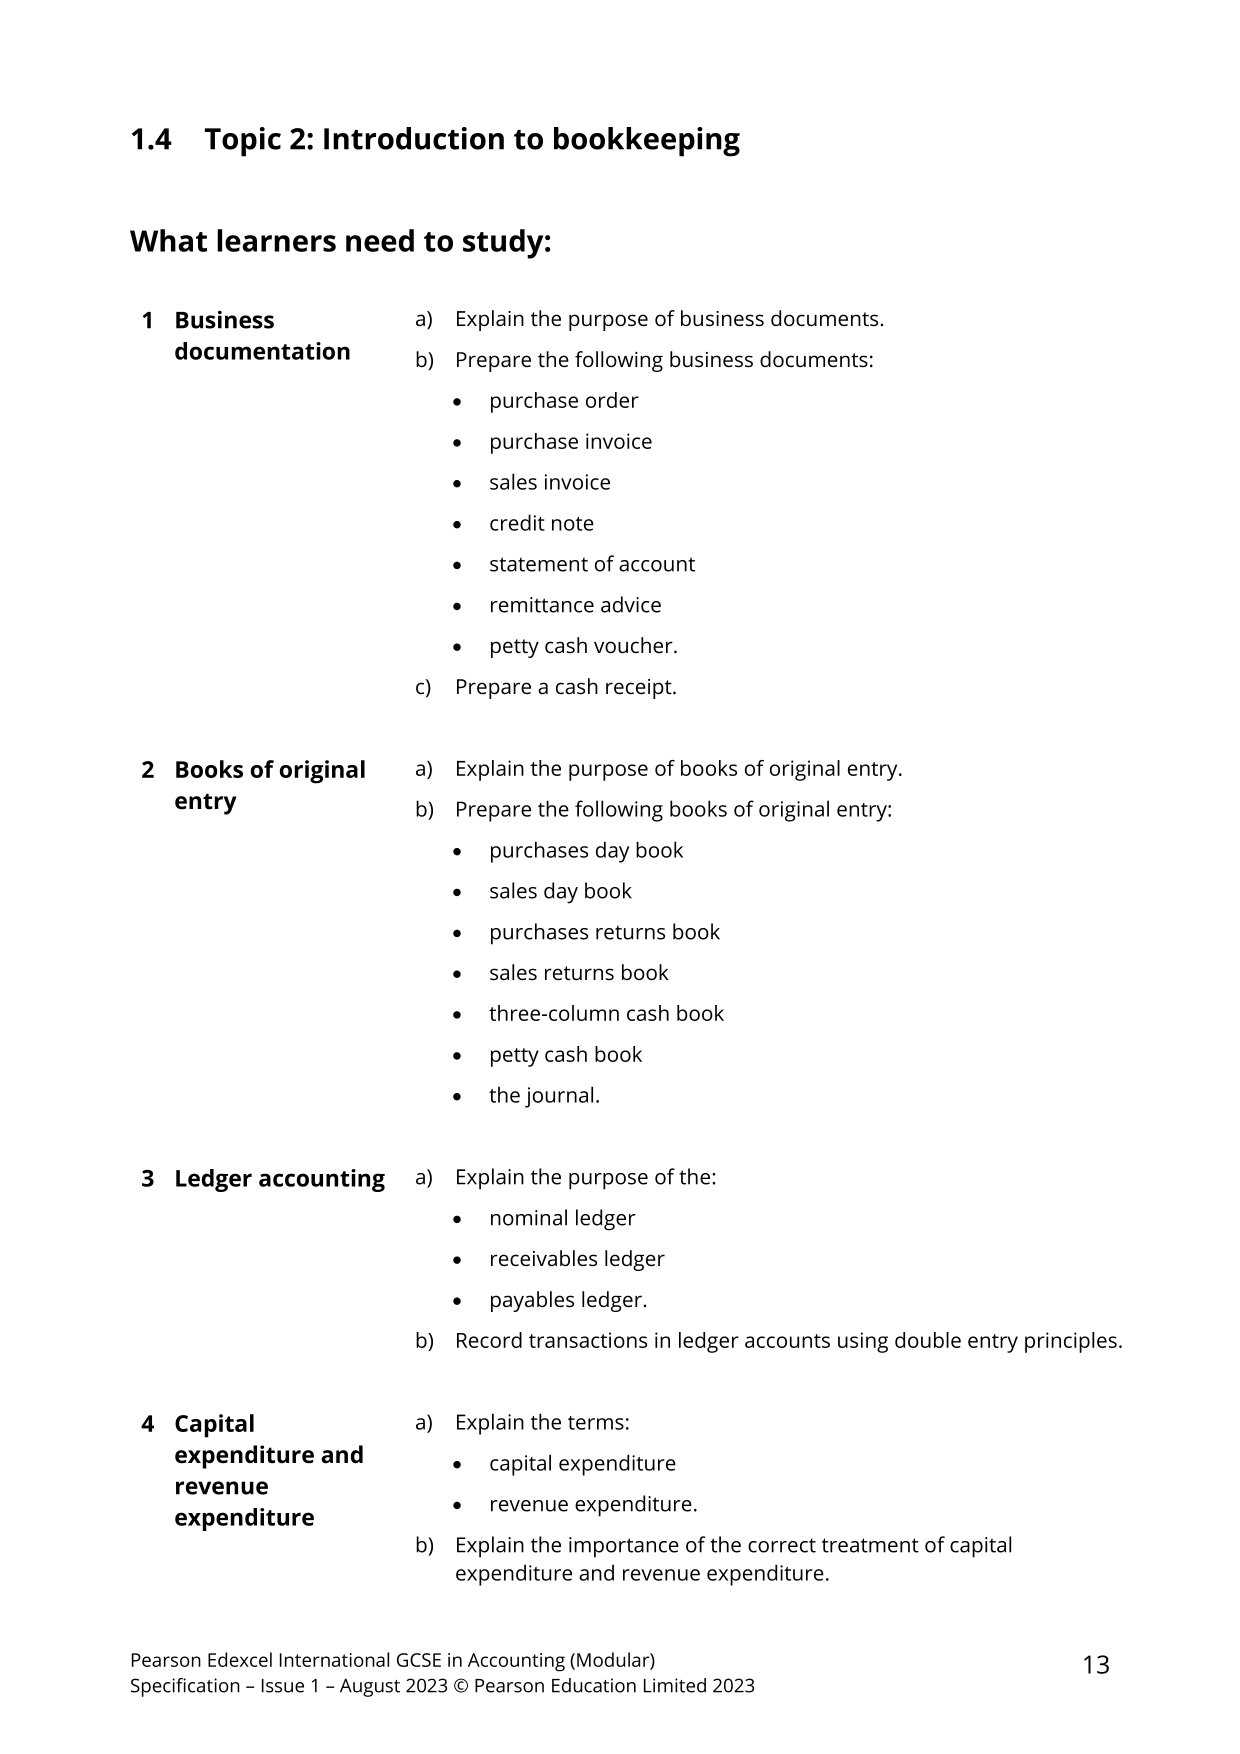 1.4 Topic 2: Introduction to bookkeeping
What learners need to study:
1 Business documentation
a) Explain the purpose of business documents.
b) Prepare the following business documents:
• purchase order
• purchase invoice
• sales invoice
• credit note
• statement of account
• remittance advice
• petty cash voucher.
c) Prepare a cash receipt.
2 Books of original entry
a) Explain the purpose of books of original entry.
b) Prepare the following books of original entry:
• purchases day book
• sales day book
• purchases returns book
• sales returns book
• three-column cash book
• petty cash book
• the journal.
3 Ledger accounting
a) Explain the purpose of the:
• nominal ledger
• receivables ledger
• payables ledger.
b) Record transactions in ledger accounts using double entry principles.
4 Capital
expenditure and
revenue
expenditure
a) Explain the terms:
• capital expenditure
• revenue expenditure.
b) Explain the importance of the correct treatment of capital
expenditure and revenue expenditure.
Pearson Edexcel International GCSE in Accounting (Modular)
Specification – Issue 1 – August 2023 © Pearson Education Limited 2023
13